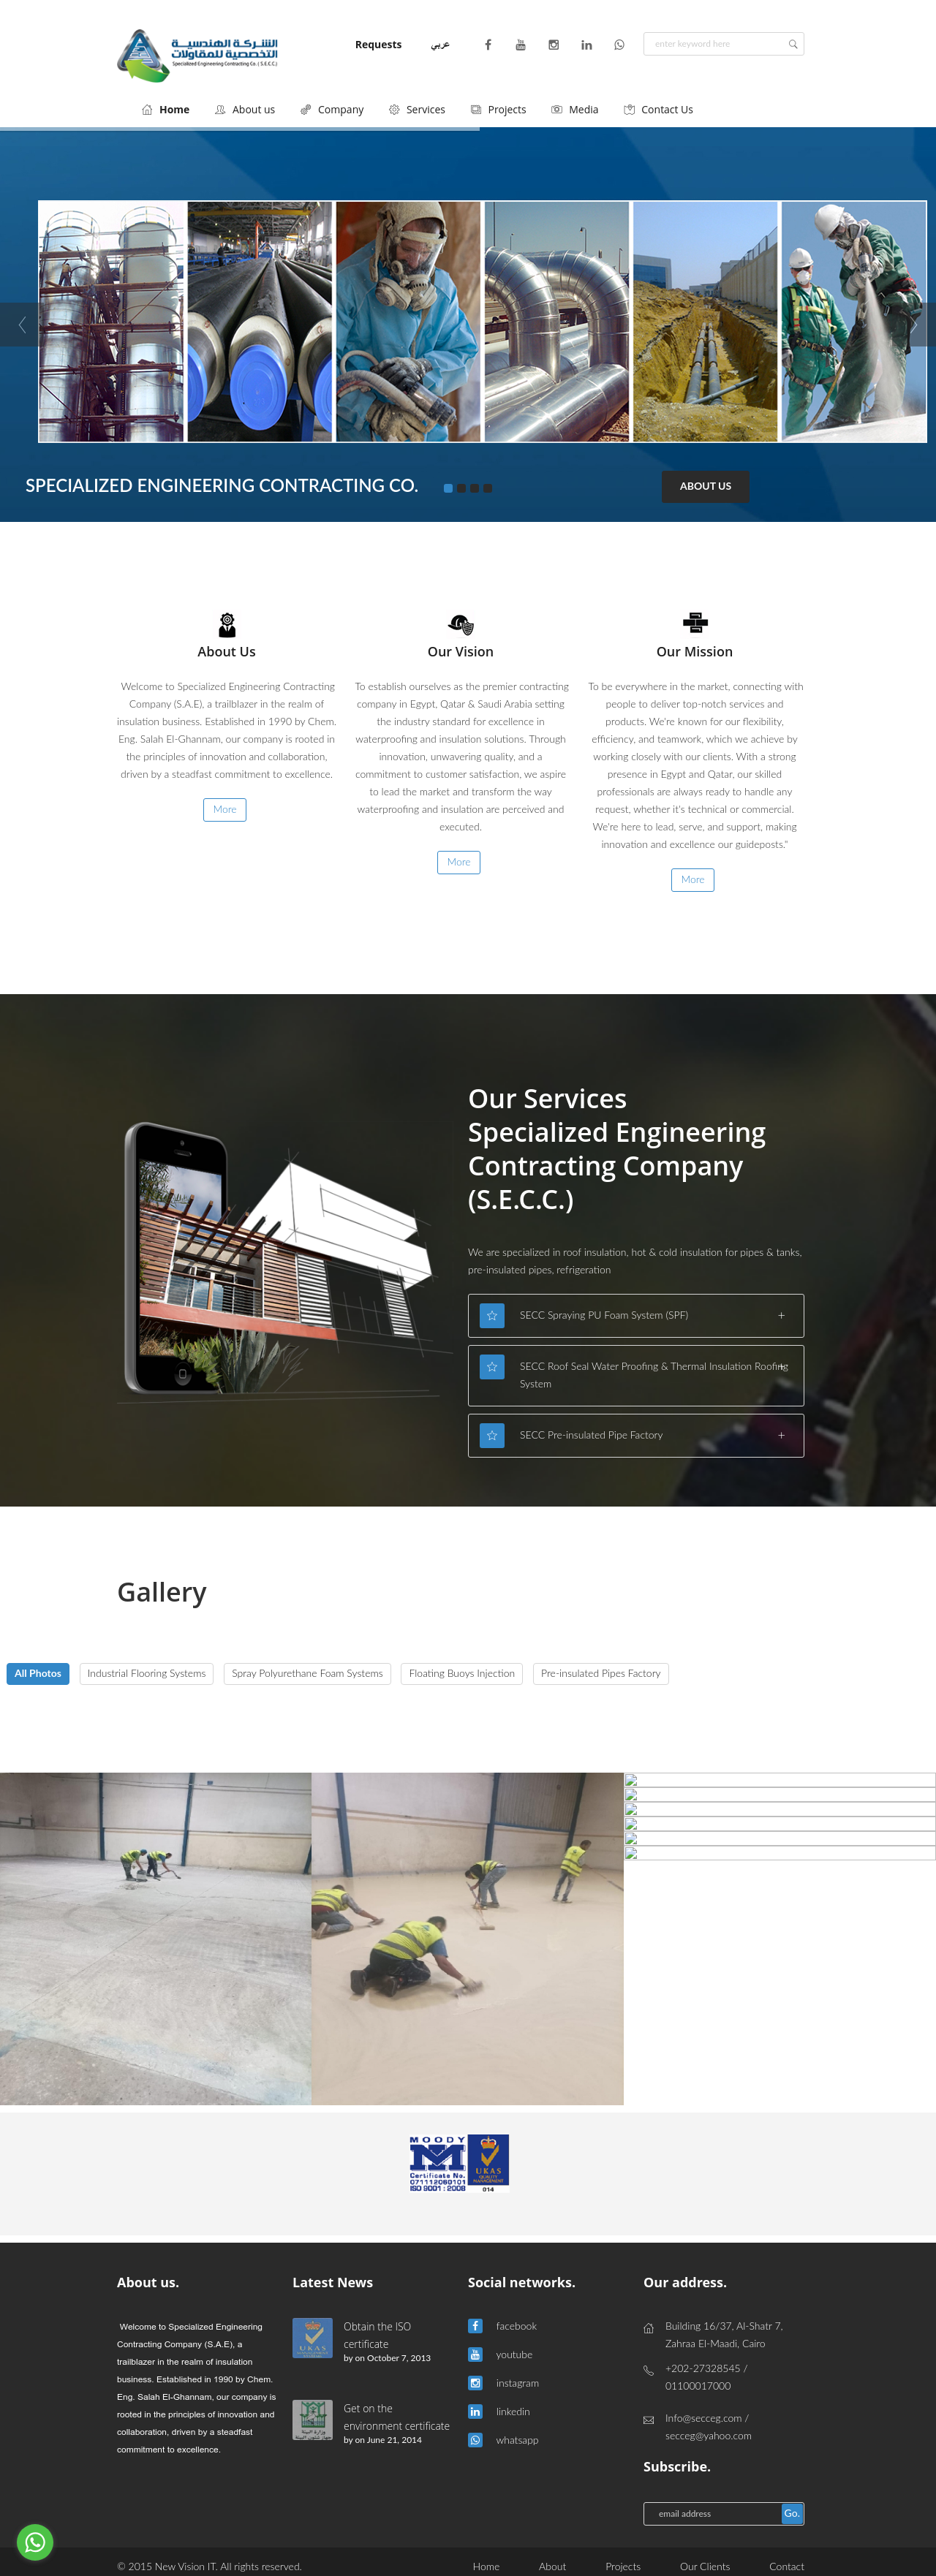 الشركة الهندسية
التخصصية للمقاولات
Specialized Engineering Contracting Co. ( S.E.C.C)
Requests
عربي
enter keyword here
Home
About us
Company
Services
Projects
Media
Contact Us
SPECIALIZED ENGINEERING CONTRACTING CO.
ABOUT US
About Us
Welcome to Specialized Engineering Contracting
Company (S.A.E), a trailblazer in the realm of
insulation business. Established in 1990 by Chem.
Eng. Salah El-Ghannam, our company is rooted in
the principles of innovation and collaboration,
driven by a steadfast commitment to excellence.
More
Our Vision
To establish ourselves as the premier contracting
company in Egypt, Qatar & Saudi Arabia setting
the industry standard for excellence in
waterproofing and insulation solutions. Through
innovation, unwavering quality, and a
commitment to customer satisfaction, we aspire
to lead the market and transform the way
waterproofing and insulation are perceived and
executed.
More
Our Mission
To be everywhere in the market, connecting with
people to deliver top-notch services and
products. We're known for our flexibility,
efficiency, and teamwork, which we achieve by
working closely with our clients. With a strong
presence in Egypt and Qatar, our skilled
professionals are always ready to handle any
request, whether it's technical or commercial.
We're here to lead, serve, and support, making
innovation and excellence our guideposts."
More
Our Services
Specialized Engineering
Contracting Company
(S.E.C.C.)
We are specialized in roof insulation, hot & cold insulation for pipes & tanks,
pre-insulated pipes, refrigeration
SECC Spraying PU Foam System (SPF)
SECC Roof Seal Water Proofing & Thermal Insulation Roofing
System
SECC Pre-insulated Pipe Factory
Gallery
All Photos
Industrial Flooring Systems
Spray Polyurethane Foam Systems
Floating Buoys Injection
Pre-insulated Pipes Factory
MOODY
Certificate No.
071112060101
ISO 9001 : 2008
UKAS
QUALITY
MANAGEMENT
014
About us.
Welcome to Specialized Engineering
Contracting Company (S.A.E), a
trailblazer in the realm of insulation
business. Established in 1990 by Chem.
Eng. Salah El-Ghannam, our company is
rooted in the principles of innovation and
collaboration, driven by a steadfast
commitment to excellence.
Latest News
UKAS
Obtain the ISO
certificate
by on October 7, 2013
Get on the
environment certificate
by on June 21, 2014
Social networks.
facebook
youtube
instagram
linkedin
whatsapp
Our address.
Building 16/37, Al-Shatr 7,
Zahraa El-Maadi, Cairo
+202-27328545 /
01100017000
Info@secceg.com /
secceg@yahoo.com
Subscribe.
email address
Go.
© 2015 New Vision IT. All rights reserved.
Home
About
Projects
Our Clients
Contact